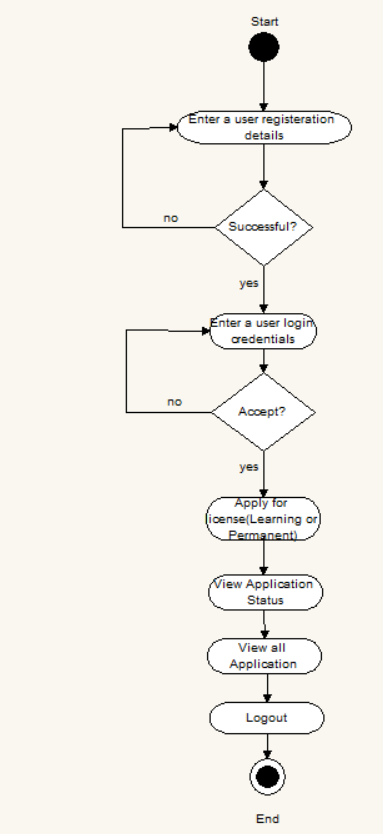 Start
Enter a user registeration
details
Successful?
no
yes
Enter a user login
credentials
Accept?
no
yes
Apply for
icense(Learning or
Permanent)
View Application
Status
View all
Application
Logout
End